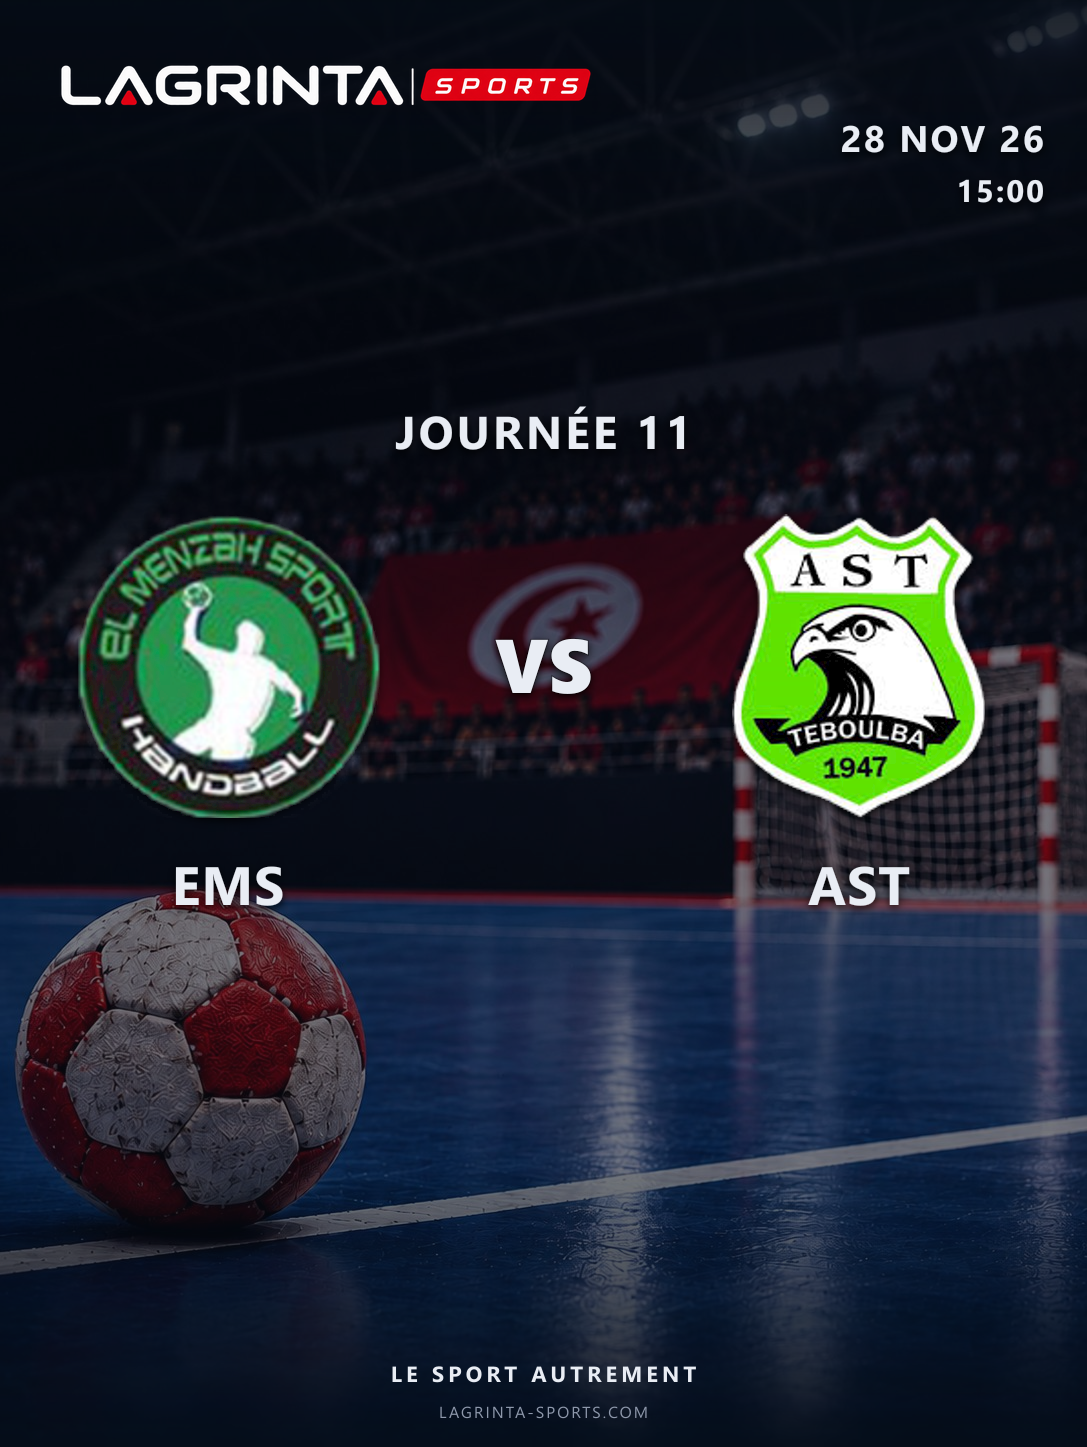 LAGRINTA SPORTS
28 NOV 26
15:00
JOURNÉE 11
EL MENZAH SPORT
HANDBALL
VS
A S T
TEBOULBA
1947
EMS
AST
LE SPORT AUTREMENT
LAGRINTA-SPORTS.COM